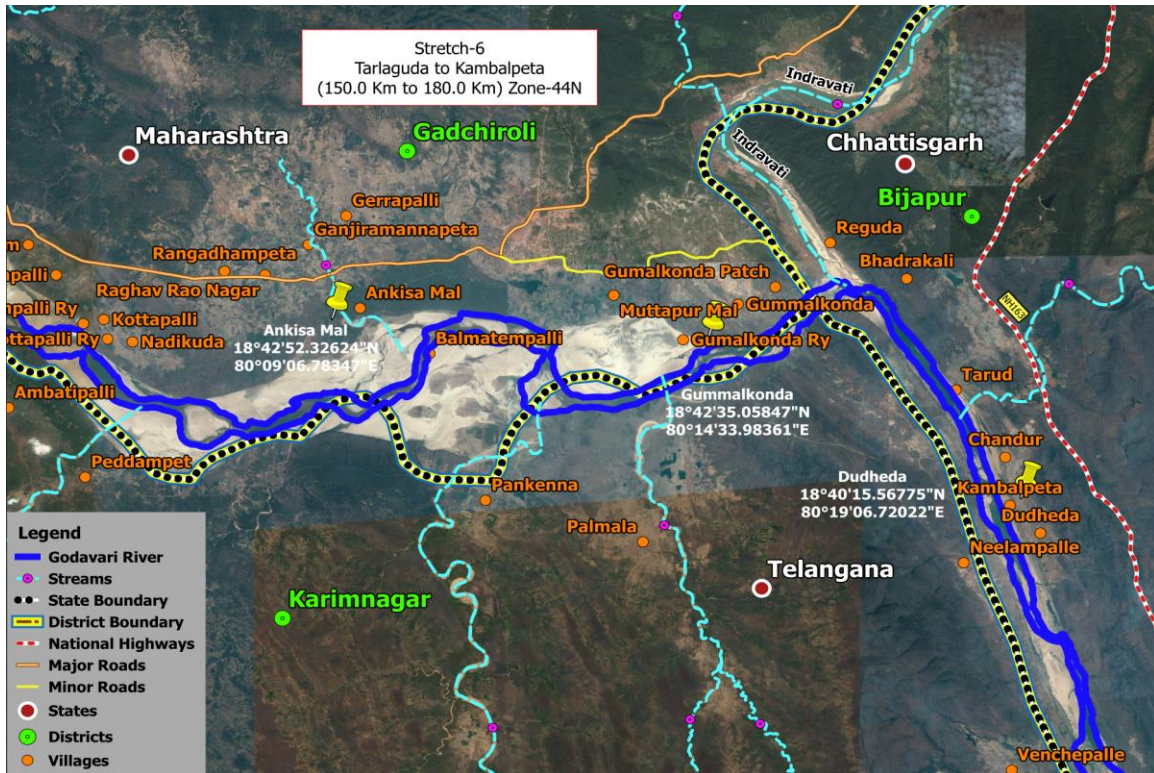 Stretch-6
Tarlaguda to Kambalpeta
(150.0 Km to 180.0 Km) Zone-44N
Indravati
Maharashtra
Gadchiroli
Indravati
Chhattisgarh
Bijapur
Gerrapalli
Ganjiramannapeta
Reguda
Rangadhampeta
Bhadrakali
Gumalkonda Patch
Raghav Rao Nagar
Ankisa Mal
NH163
Muttapur Mal
Gummalkonda
Kottapalli
Ankisa Mal
18°42'52.32624"N
80°09'06.78347"E
Nadikuda
Balmatempalli
Gumalkonda Ry
ottapalli Ry
Ambatipalli
Gummalkonda
18°42'35.05847"N
80°14'33.98361"E
Tarud
Chandur
Peddampet
Pankenna
Dudheda
18°40'15.56775"N
80°19'06.72022"E
Kambalpeta
Dudheda
Palmala
Neelampalle
Telangana
Karimnagar
Venchepalle
Legend
Godavari River
Streams
State Boundary
District Boundary
National Highways
Major Roads
Minor Roads
States
Districts
Villages